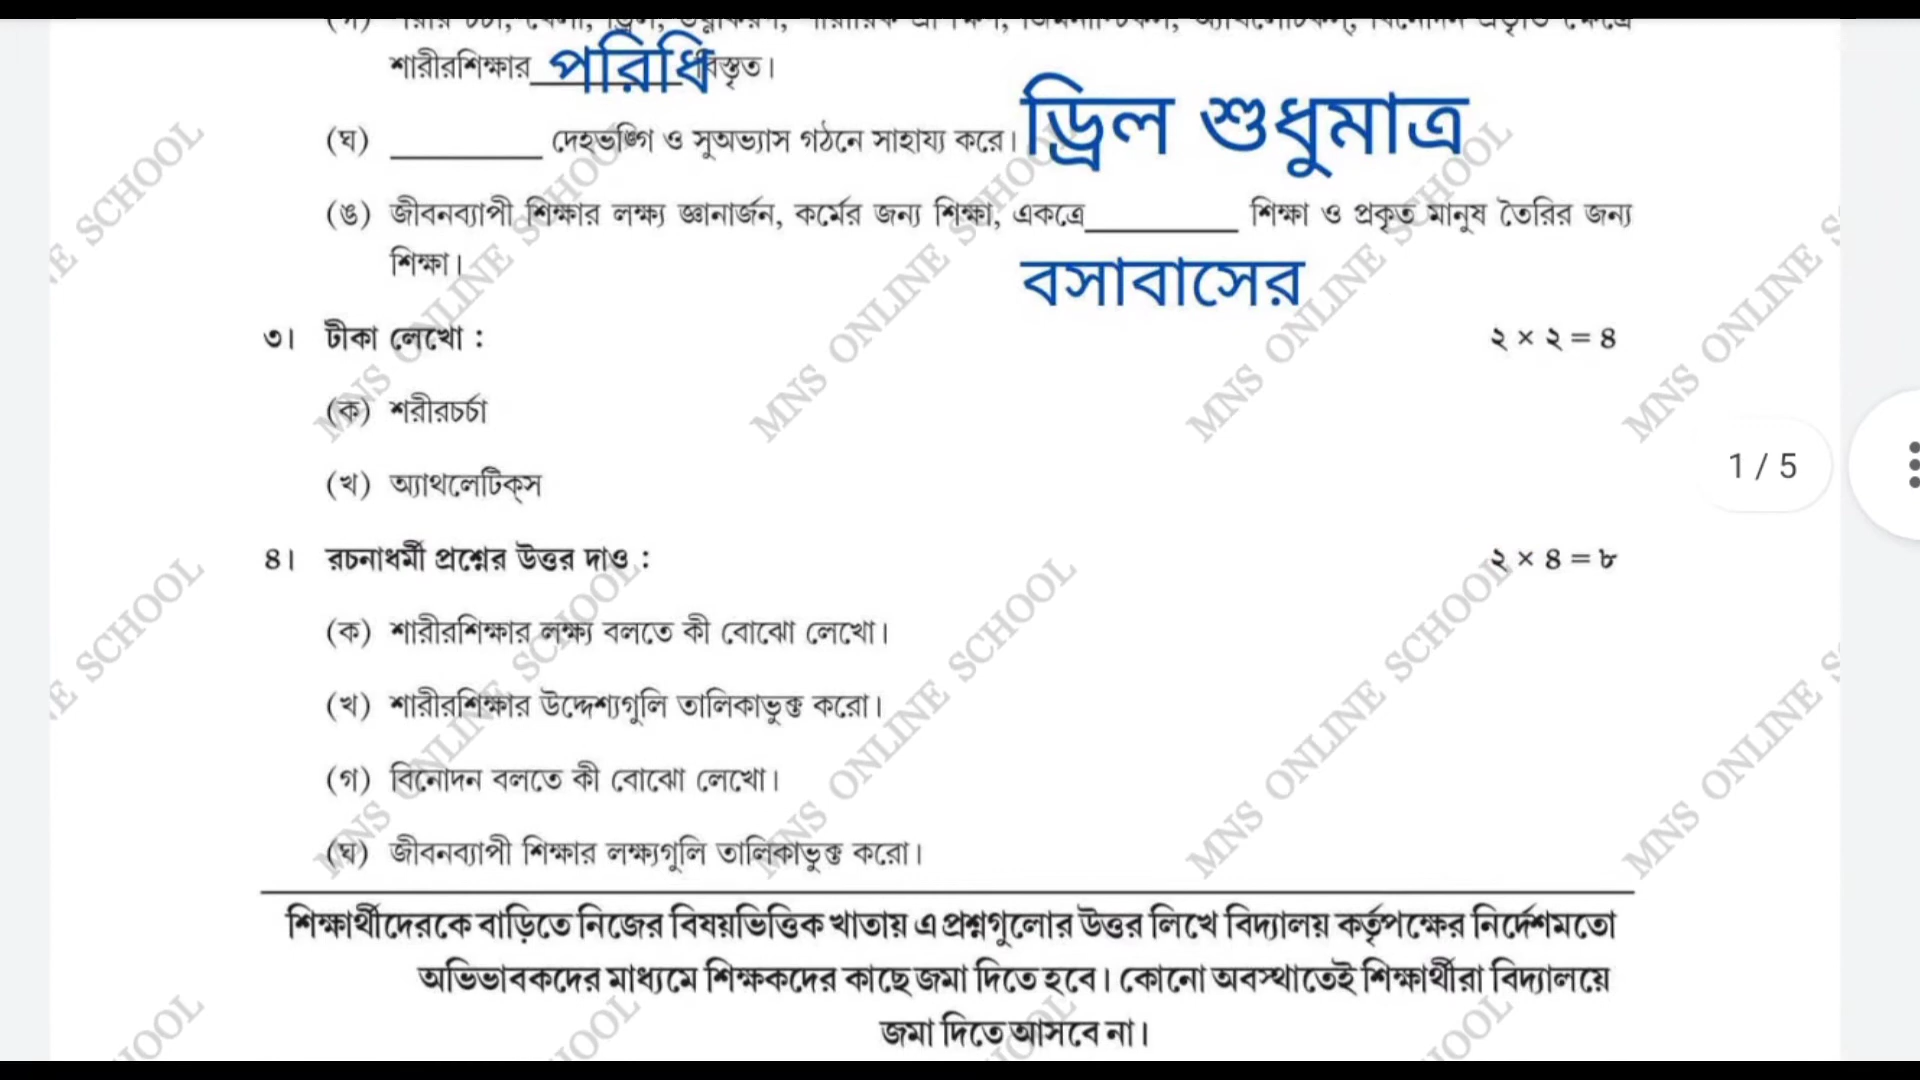 শারীরশিক্ষার পরিধি বিস্তৃত।
(ঘ) __________ দেহভঙ্গি ও সুঅভ্যাস গঠনে সাহায্য করে। ড্রিল শুধুমাত্র
(ঙ) জীবনব্যাপী শিক্ষার লক্ষ্য জ্ঞানার্জন, কর্মের জন্য শিক্ষা, একত্রে__________ শিক্ষা ও প্রকৃত মানুষ তৈরির জন্য
শিক্ষা।
বসাবাসের
৩। টীকা লেখো : ২ × ২ = ৪
(ক) শরীরচর্চা
(খ) অ্যাথলেটিক্‌স
1 / 5
৪। রচনাধর্মী প্রশ্নের উত্তর দাও : ২ × ৪ = ৮
(ক) শারীরশিক্ষার লক্ষ্য বলতে কী বোঝো লেখো।
(খ) শারীরশিক্ষার উদ্দেশ্যগুলি তালিকাভুক্ত করো।
(গ) বিনোদন বলতে কী বোঝো লেখো।
(ঘ) জীবনব্যাপী শিক্ষার লক্ষ্যগুলি তালিকাভুক্ত করো।
শিক্ষার্থীদেরকে বাড়িতে নিজের বিষয়ভিত্তিক খাতায় এ প্রশ্নগুলোর উত্তর লিখে বিদ্যালয় কর্তৃপক্ষের নির্দেশমতো
অভিভাবকদের মাধ্যমে শিক্ষকদের কাছে জমা দিতে হবে। কোনো অবস্থাতেই শিক্ষার্থীরা বিদ্যালয়ে
জমা দিতে আসবে না।
MNS ONLINE SCHOOL